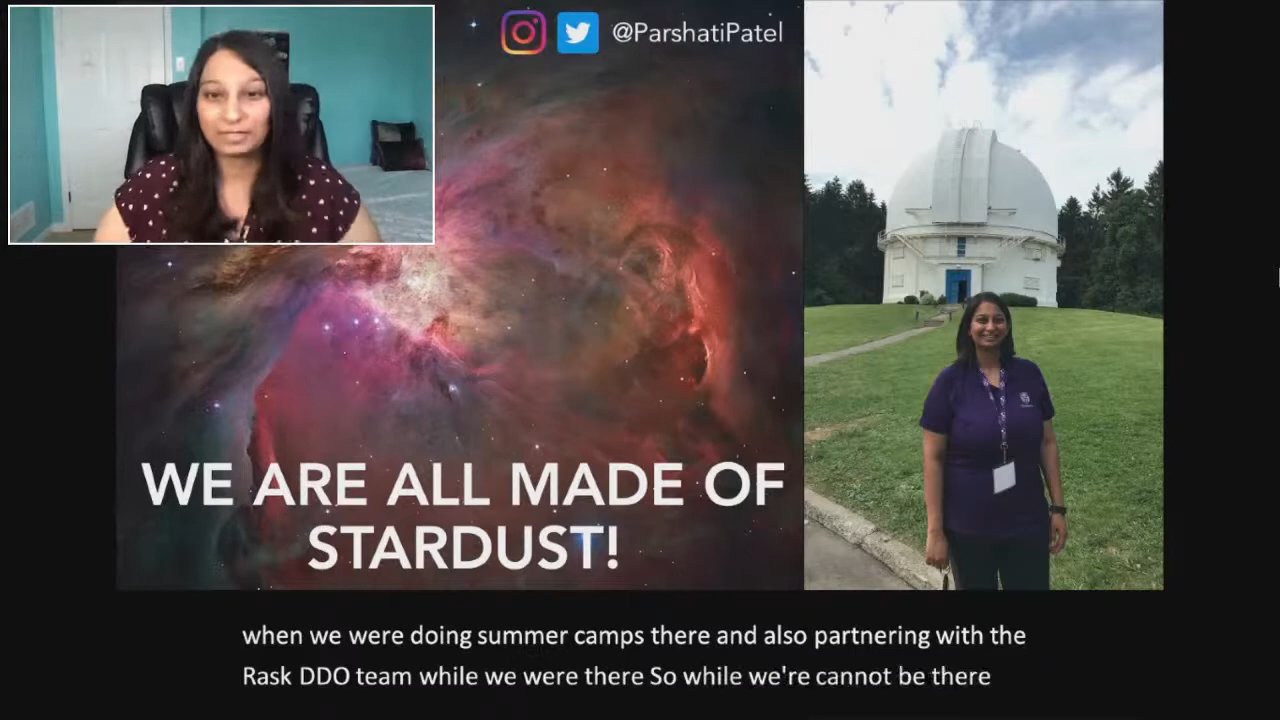 @ParshatiPatel
WE ARE ALL MADE OF
STARDUST!
when we were doing summer camps there and also partnering with the
Rask DDO team while we were there So while we're cannot be there